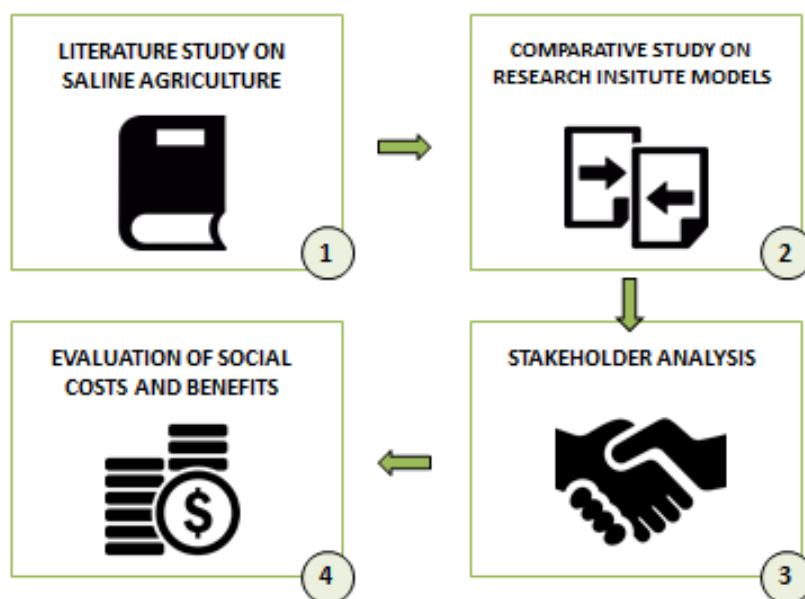 LITERATURE STUDY ON
SALINE AGRICULTURE
1
COMPARATIVE STUDY ON
RESEARCH INSITUTE MODELS
2
STAKEHOLDER ANALYSIS
3
EVALUATION OF SOCIAL
COSTS AND BENEFITS
$
4